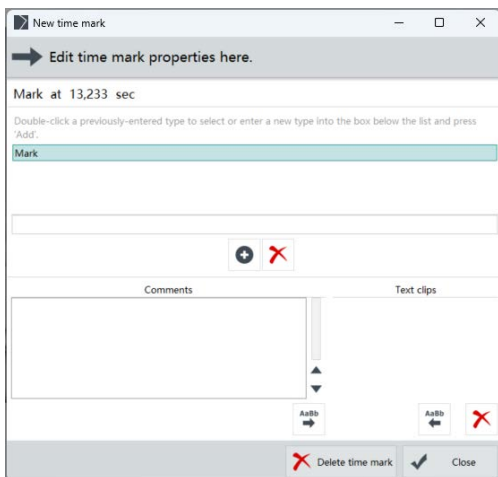 New time mark
Edit time mark properties here.
Mark at 13,233 sec
Double-click a previously-entered type to select or enter a new type into the box below the list and press
'Add'.
Mark
Comments
Text clips
AaBb
AaBb
Delete time mark
Close